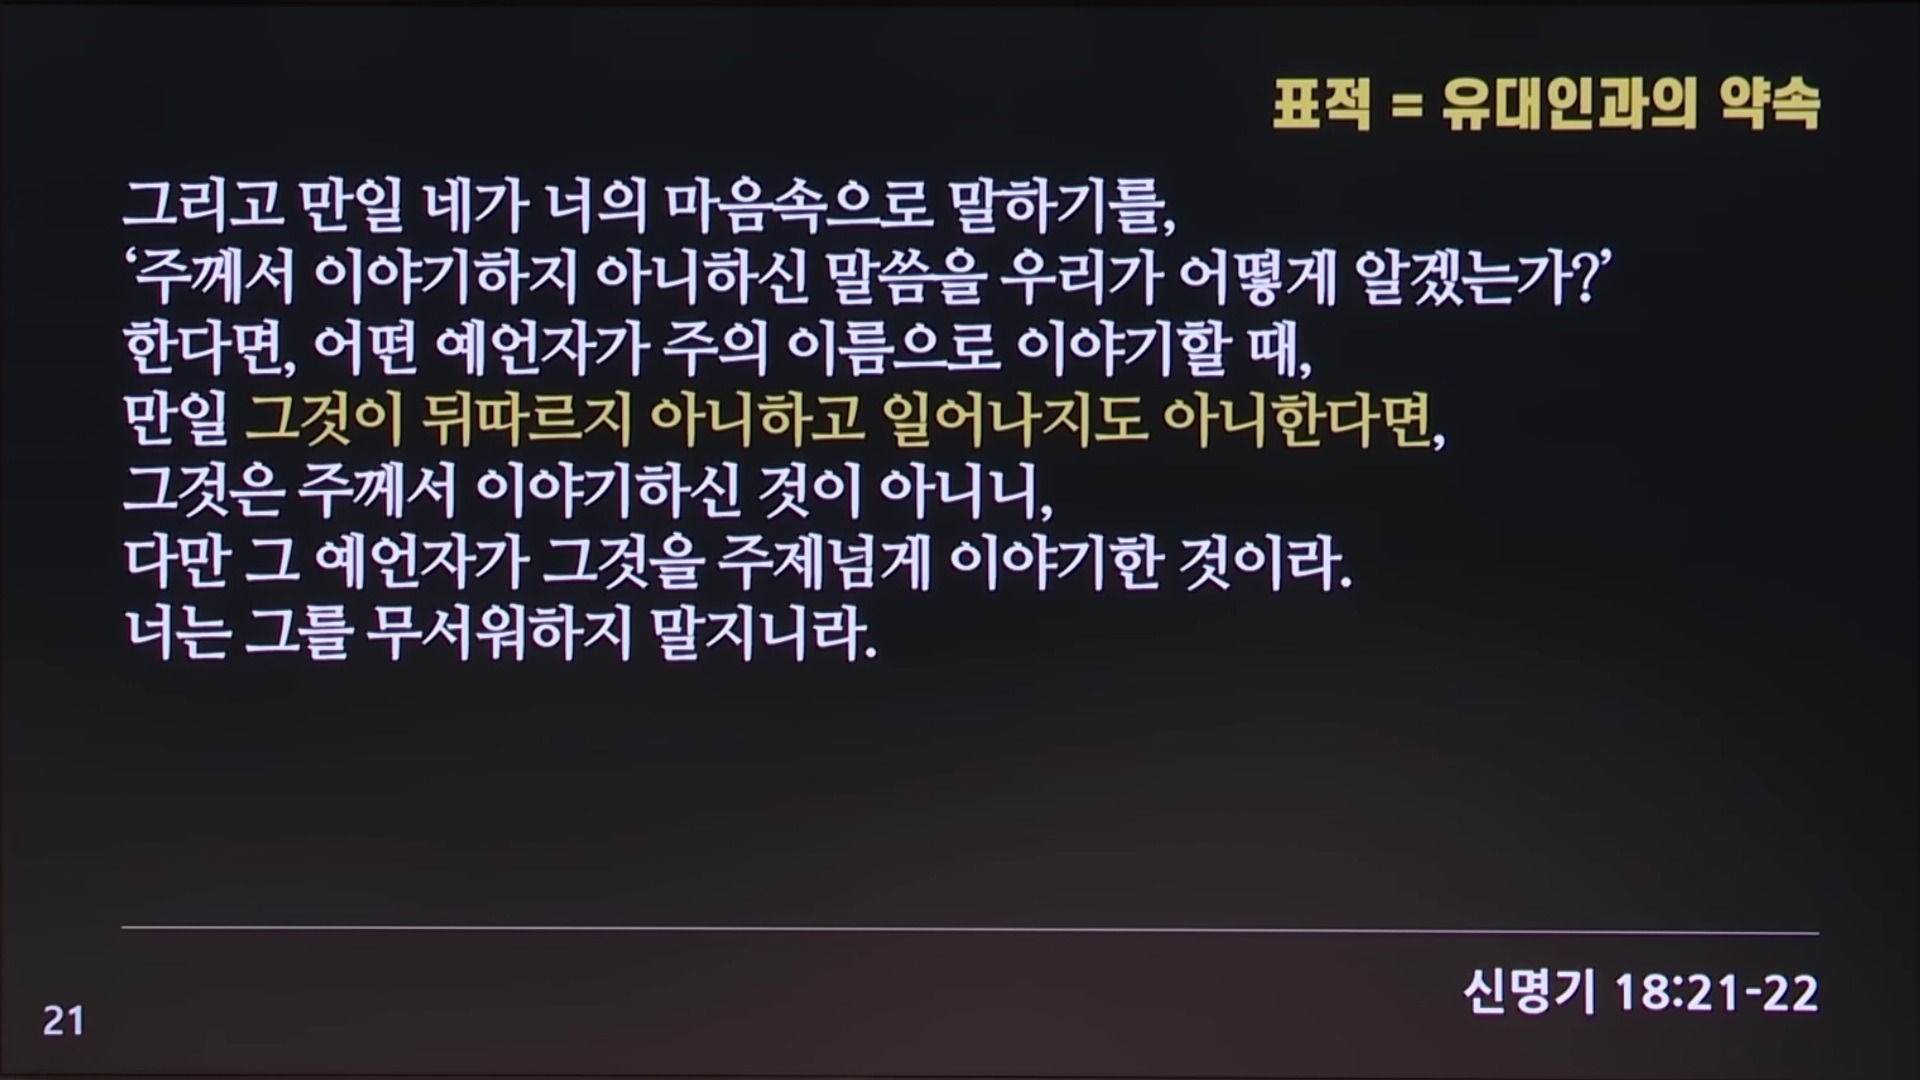 표적 = 유대인과의 약속
그리고 만일 네가 너의 마음속으로 말하기를,
‘주께서 이야기하지 아니하신 말씀을 우리가 어떻게 알겠는가?’
한다면, 어떤 예언자가 주의 이름으로 이야기할 때,
만일 그것이 뒤따르지 아니하고 일어나지도 아니한다면,
그것은 주께서 이야기하신 것이 아니니,
다만 그 예언자가 그것을 주제넘게 이야기한 것이라.
너는 그를 무서워하지 말지니라.
신명기 18:21-22
21